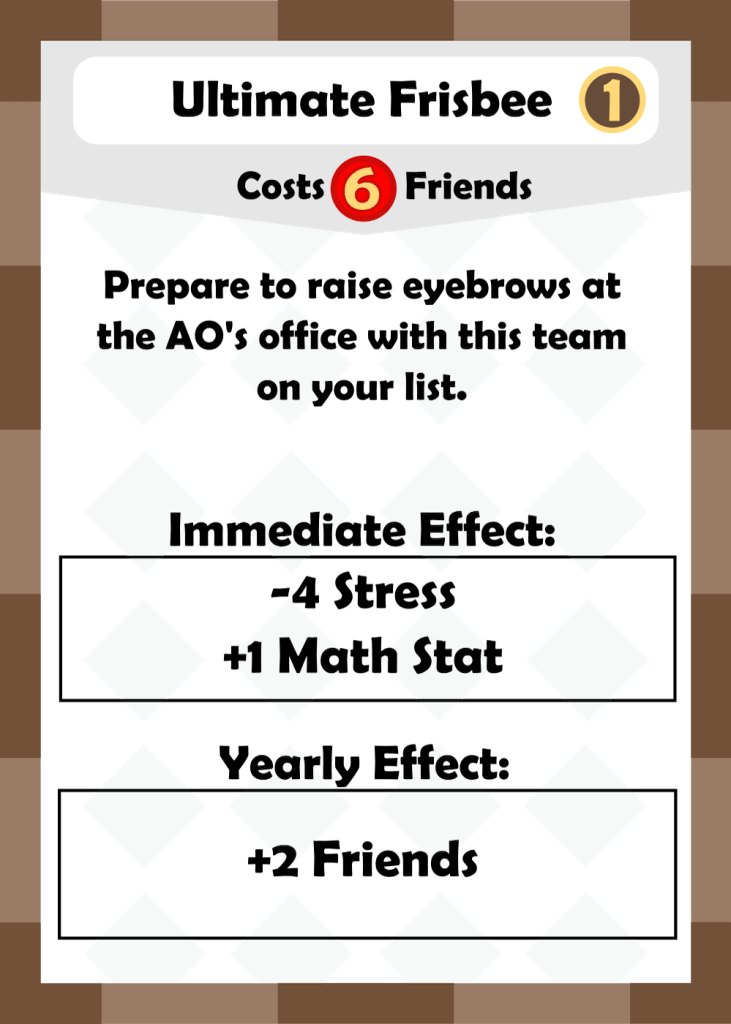 Ultimate Frisbee 1
Costs 6 Friends
Prepare to raise eyebrows at
the AO's office with this team
on your list.
Immediate Effect:
-4 Stress
+1 Math Stat
Yearly Effect:
+2 Friends